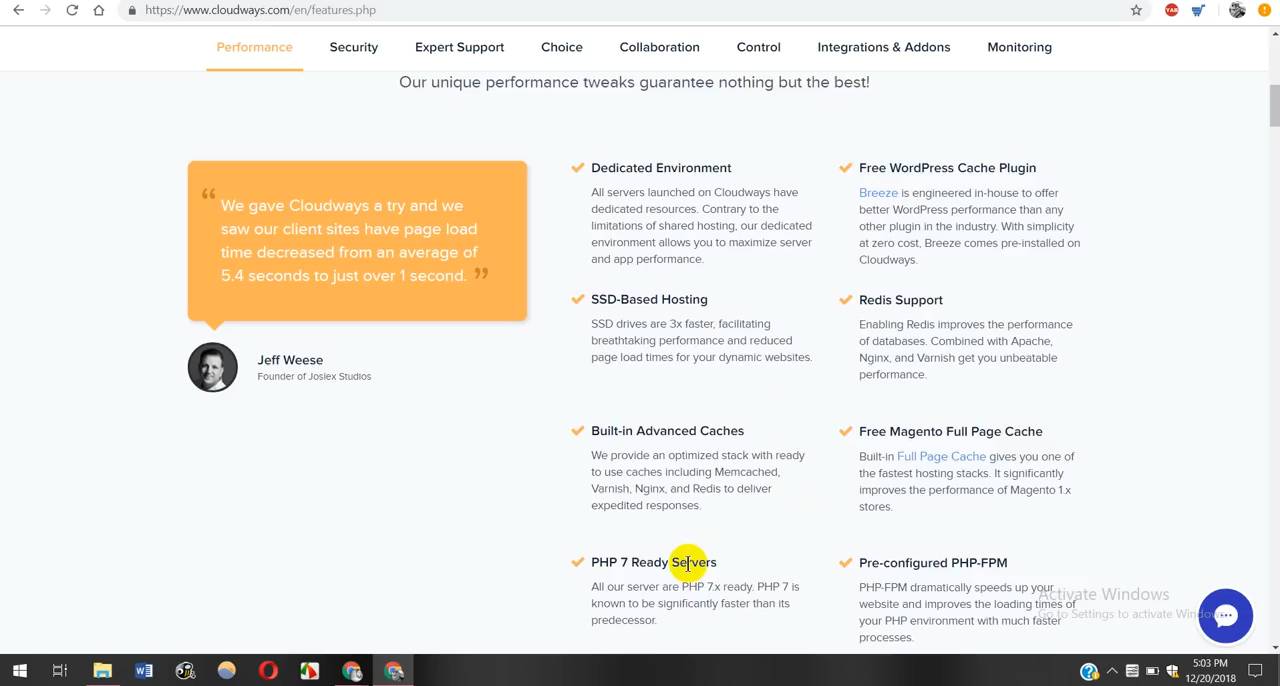 https://www.cloudways.com/en/features.php
Performance
Security
Expert Support
Choice
Collaboration
Control
Integrations & Addons
Monitoring
Our unique performance tweaks guarantee nothing but the best!
“ We gave Cloudways a try and we
saw our client sites have page load
time decreased from an average of
5.4 seconds to just over 1 second. ”
Jeff Weese
Founder of Joslex Studios
Dedicated Environment
All servers launched on Cloudways have
dedicated resources. Contrary to the
limitations of shared hosting, our dedicated
environment allows you to maximize server
and app performance.
Free WordPress Cache Plugin
Breeze is engineered in-house to offer
better WordPress performance than any
other plugin in the industry. With simplicity
at zero cost, Breeze comes pre-installed on
Cloudways.
SSD-Based Hosting
SSD drives are 3x faster, facilitating
breathtaking performance and reduced
page load times for your dynamic websites.
Redis Support
Enabling Redis improves the performance
of databases. Combined with Apache,
Nginx, and Varnish get you unbeatable
performance.
Built-in Advanced Caches
We provide an optimized stack with ready
to use caches including Memcached,
Varnish, Nginx, and Redis to deliver
expedited responses.
Free Magento Full Page Cache
Built-in Full Page Cache gives you one of
the fastest hosting stacks. It significantly
improves the performance of Magento 1.x
stores.
PHP 7 Ready Servers
All our server are PHP 7.x ready. PHP 7 is
known to be significantly faster than its
predecessor.
Pre-configured PHP-FPM
PHP-FPM dramatically speeds up your
website and improves the loading times of
your PHP environment with much faster
processes.
Activate Windows
Go to Settings to activate Windows.
5:03 PM
12/20/2018